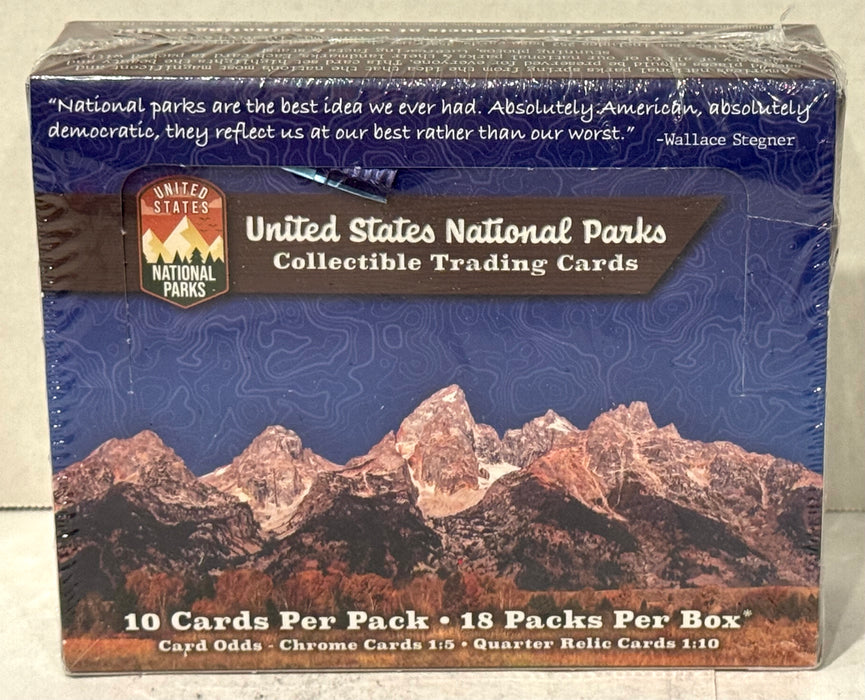 "National parks are the best idea we ever had. Absolutely American, absolutely
democratic, they reflect us at our best rather than our worst."
-Wallace Stegner
UNITED
STATES
NATIONAL
PARKS
United States National Parks
Collectible Trading Cards
10 Cards Per Pack • 18 Packs Per Box*
Card Odds - Chrome Cards 1:5 • Quarter Relic Cards 1:10